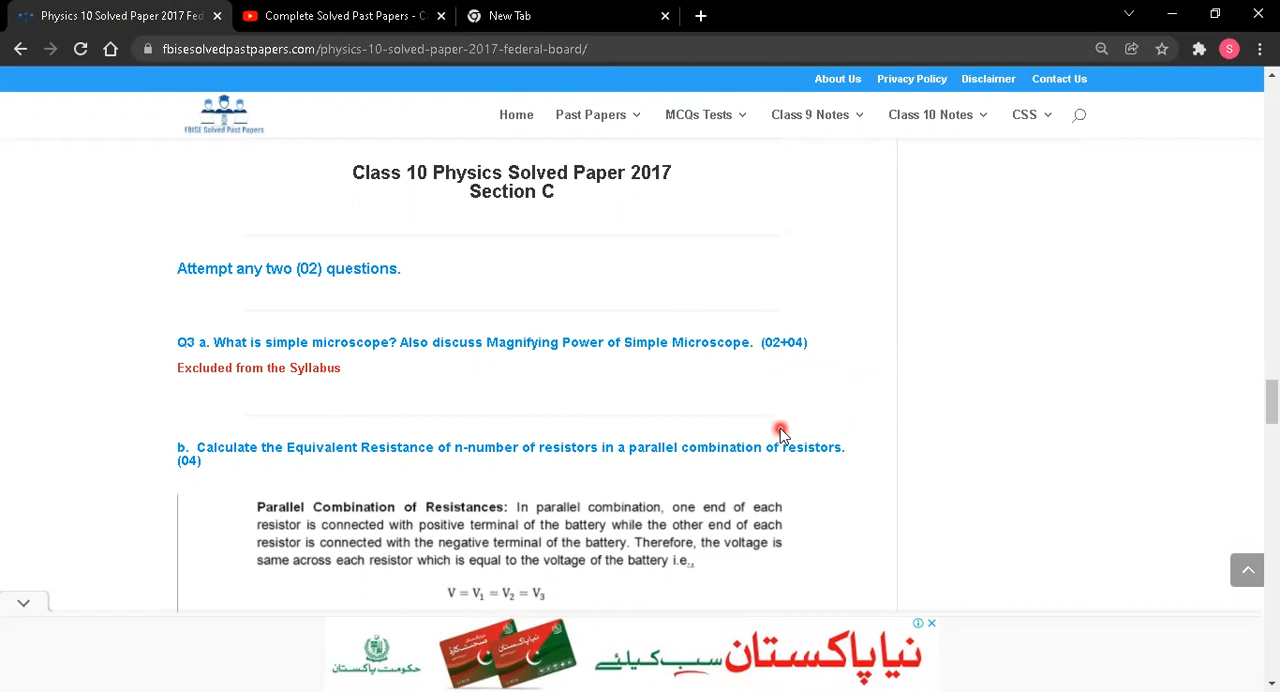 Physics 10 Solved Paper 2017 Fed
Complete Solved Past Papers - C
New Tab
fbisesolvedpastpapers.com/physics-10-solved-paper-2017-federal-board/
S
About Us Privacy Policy Disclaimer Contact Us
FBISE Solved Past Papers
Home Past Papers MCQs Tests Class 9 Notes Class 10 Notes CSS
Class 10 Physics Solved Paper 2017
Section C
Attempt any two (02) questions.
Q3 a. What is simple microscope? Also discuss Magnifying Power of Simple Microscope. (02+04)
Excluded from the Syllabus
b. Calculate the Equivalent Resistance of n-number of resistors in a parallel combination of resistors.
(04)
Parallel Combination of Resistances: In parallel combination, one end of each
resistor is connected with positive terminal of the battery while the other end of each
resistor is connected with the negative terminal of the battery. Therefore, the voltage is
same across each resistor which is equal to the voltage of the battery i.e.,
V = V₁ = V₂ = V₃
حکومت پاکستان
نیا پاکستان سب کیلئے